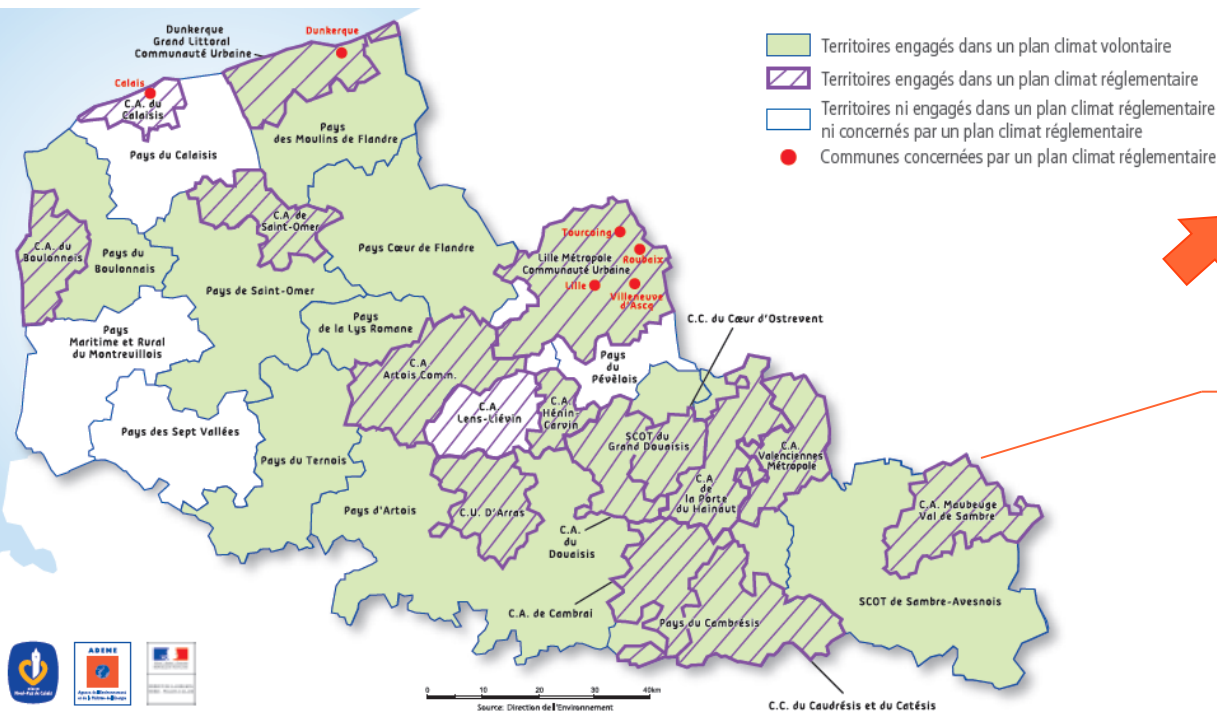 Dunkerque
Grand Littoral
Communauté Urbaine
Dunkerque
Territoires engagés dans un plan climat volontaire
Territoires engagés dans un plan climat réglementaire
Territoires ni engagés dans un plan climat réglementaire
ni concernés par un plan climat réglementaire
Communes concernées par un plan climat réglementaire
Calais
C.A. du
Calaisis
Pays du Calaisis
Pays
des Moulins de Flandre
C.A. de
Saint-Omer
C.A. du
Boulonnais
Pays du
Boulonnais
Pays Cœur de Flandre
Pays de Saint-Omer
Tourcoing
Roubaix
Lille Métropole
Communauté Urbaine
Lille
Villeneuve
d'Ascq
Pays
Maritime et Rural
du Montreuillois
Pays
de la Lys Romane
C.C. du Cœur d'Ostrevent
Pays
du
Pévèlois
C.A.
Artois Comm.
C.A.
Lens-Liévin
C.A.
Hénin-
Carvin
Pays des Sept Vallées
Pays du Ternois
SCOT du
Grand Douaisis
C.A.
Valenciennes
Métropole
C.A.
de
la Porte
du Hainaut
Pays d'Artois
C.U. D'Arras
C.A.
du
Douaisis
C.A. Maubeuge
Val de Sambre
C.A. de Cambrai
Pays du Cambrésis
SCOT de Sambre-Avesnois
C.C. du Caudrésis et du Catésis
ADEME
0 10 20 30 40km
Source: Direction de l'Environnement